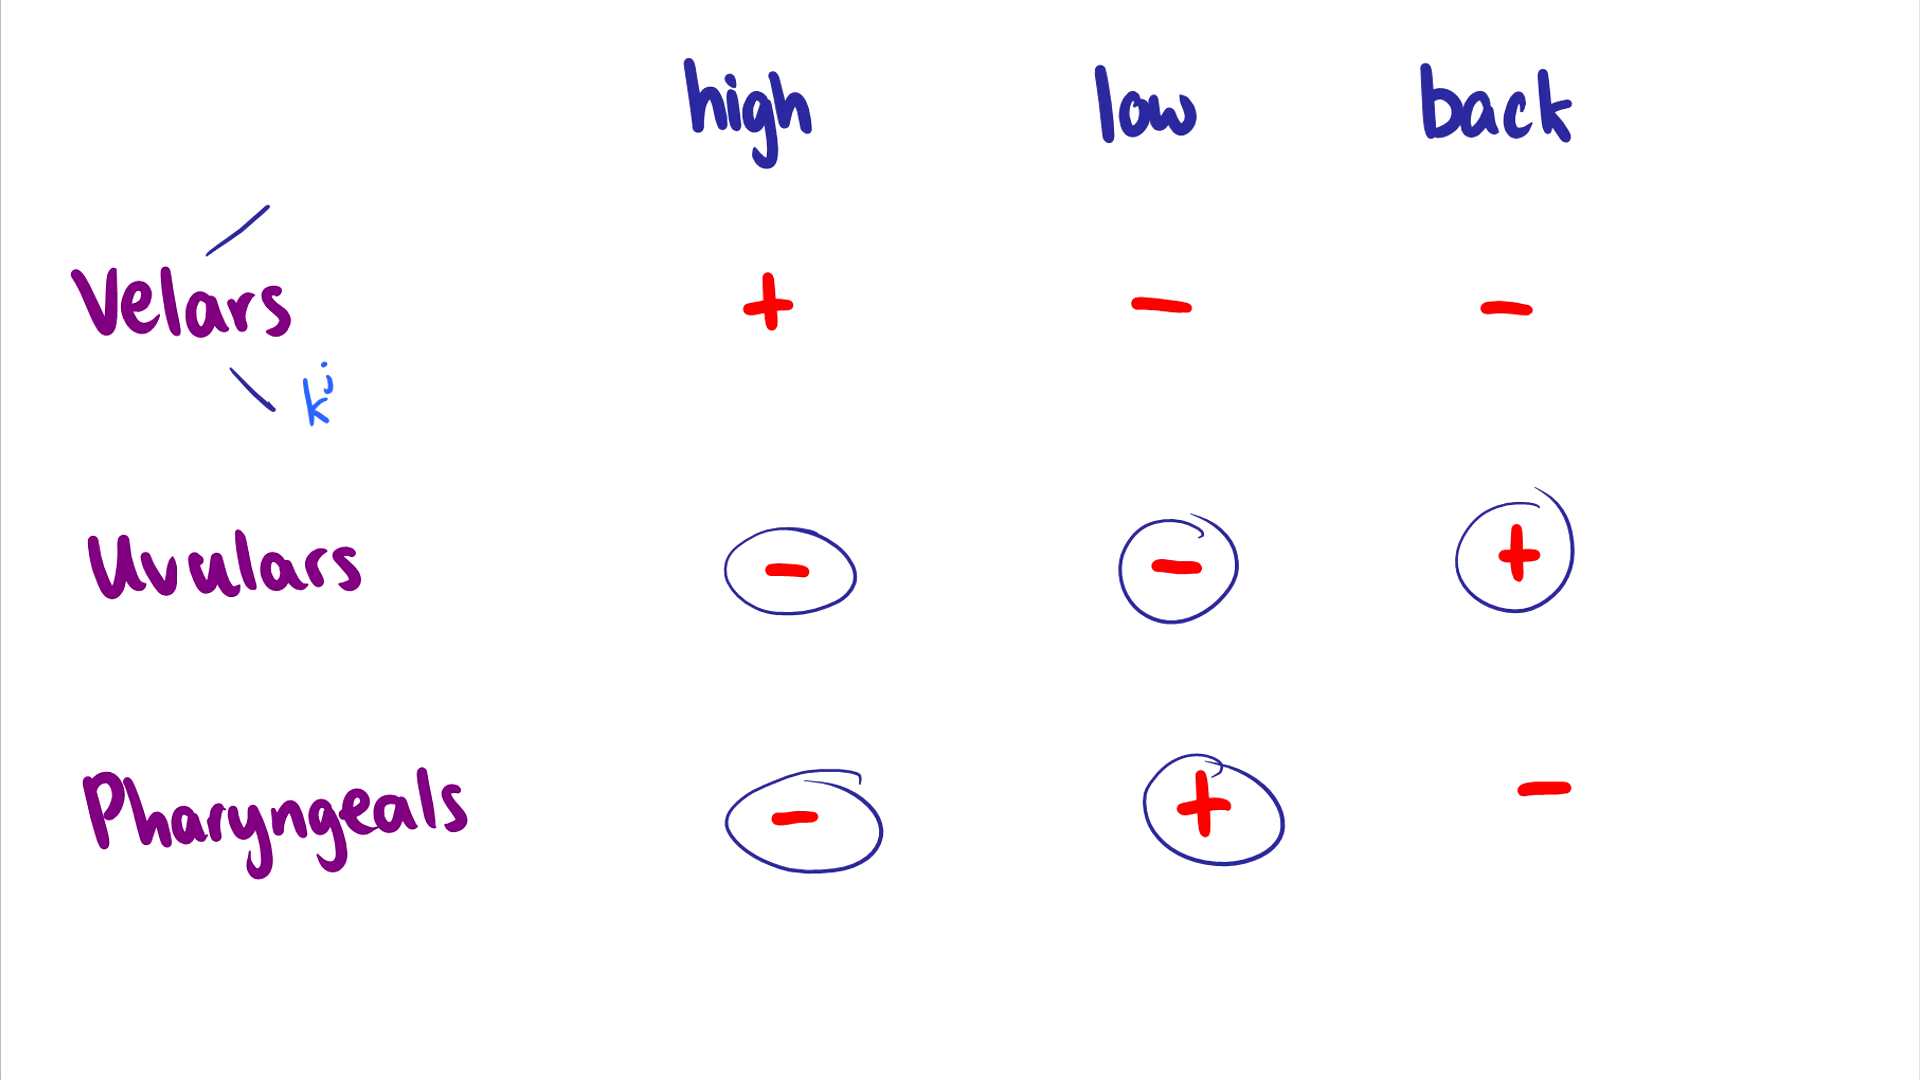 high low back
Velars + − −
kʲ
Uvulars − − +
Pharyngeals − + −